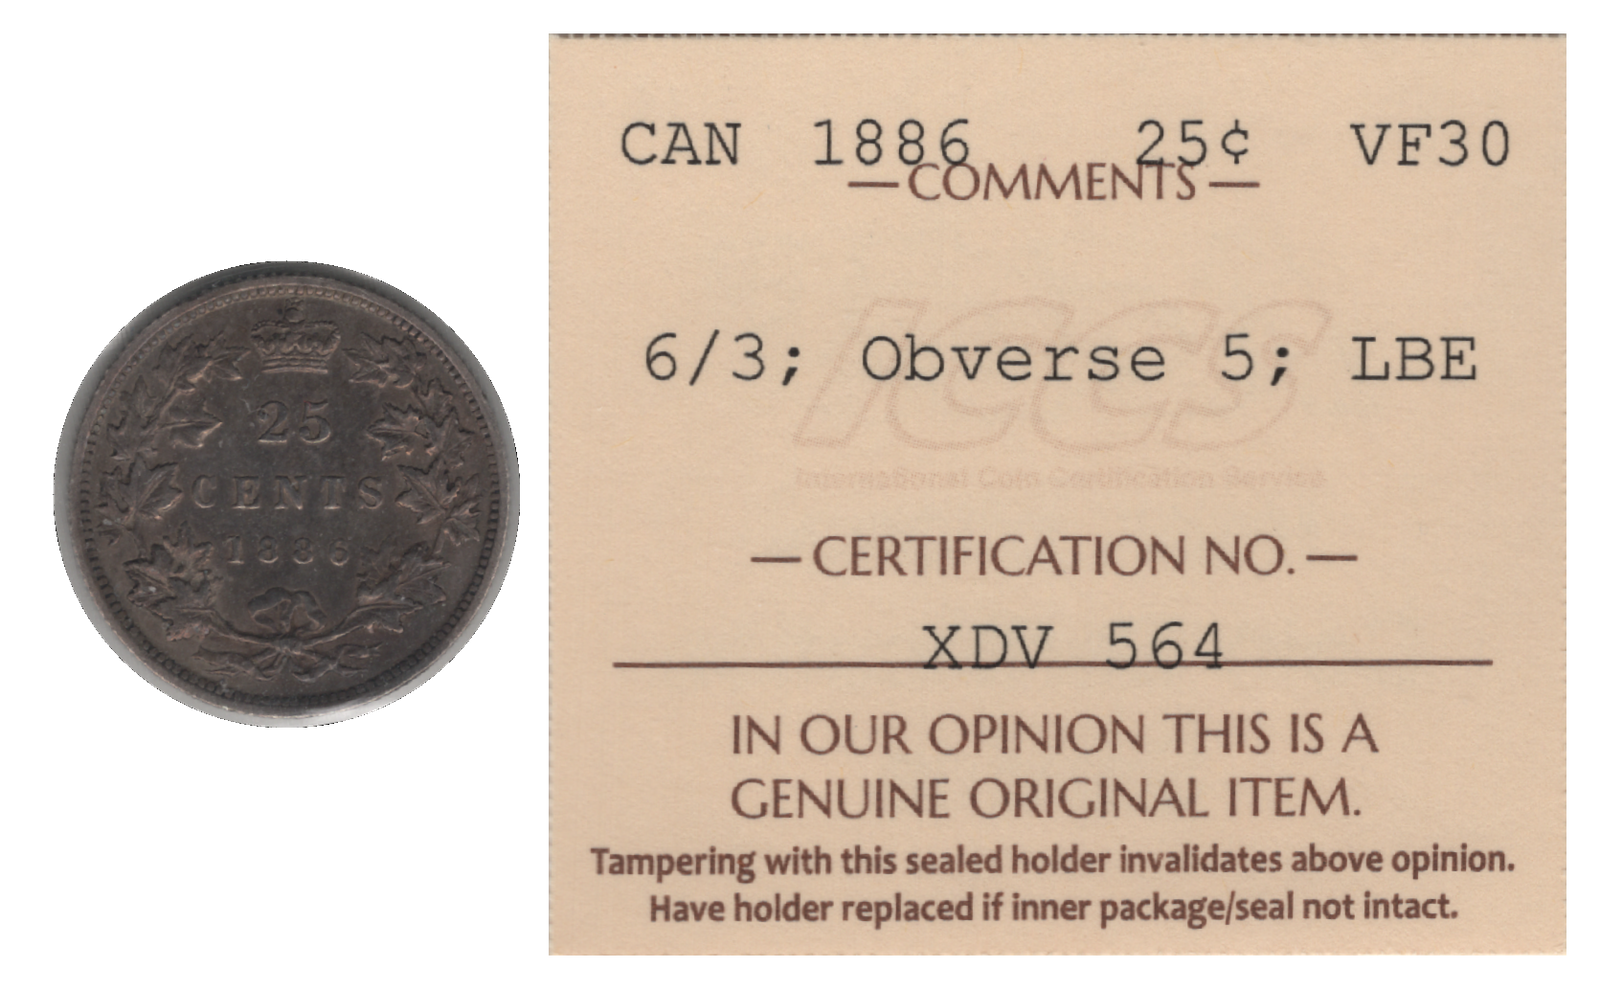 25
CENTS
1886
CAN 1886 25¢ VF30
—COMMENTS—
6/3; Obverse 5; LBE
ICCS
International Coin Certification Service
—CERTIFICATION NO.—
XDV 564
IN OUR OPINION THIS IS A
GENUINE ORIGINAL ITEM.
Tampering with this sealed holder invalidates above opinion.
Have holder replaced if inner package/seal not intact.